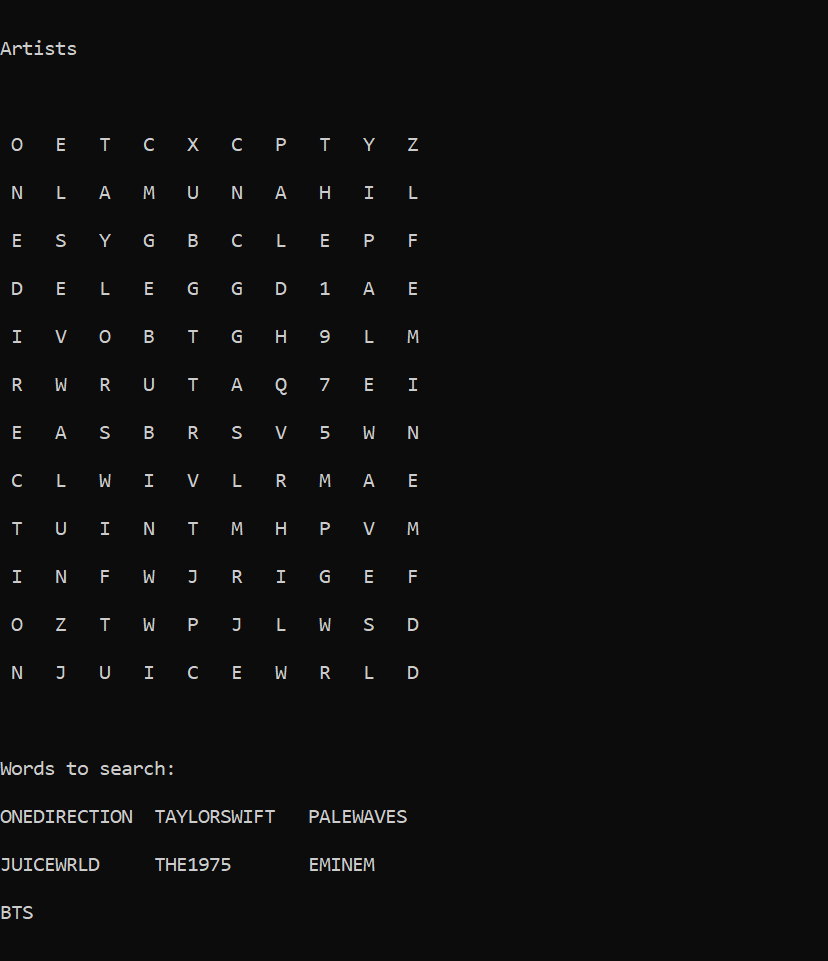 Artists
O E T C X C P T Y Z
N L A M U N A H I L
E S Y G B C L E P F
D E L E G G D 1 A E
I V O B T G H 9 L M
R W R U T A Q 7 E I
E A S B R S V 5 W N
C L W I V L R M A E
T U I N T M H P V M
I N F W J R I G E F
O Z T W P J L W S D
N J U I C E W R L D
Words to search:
ONEDIRECTION TAYLORSWIFT PALEWAVES
JUICEWRLD THE1975 EMINEM
BTS